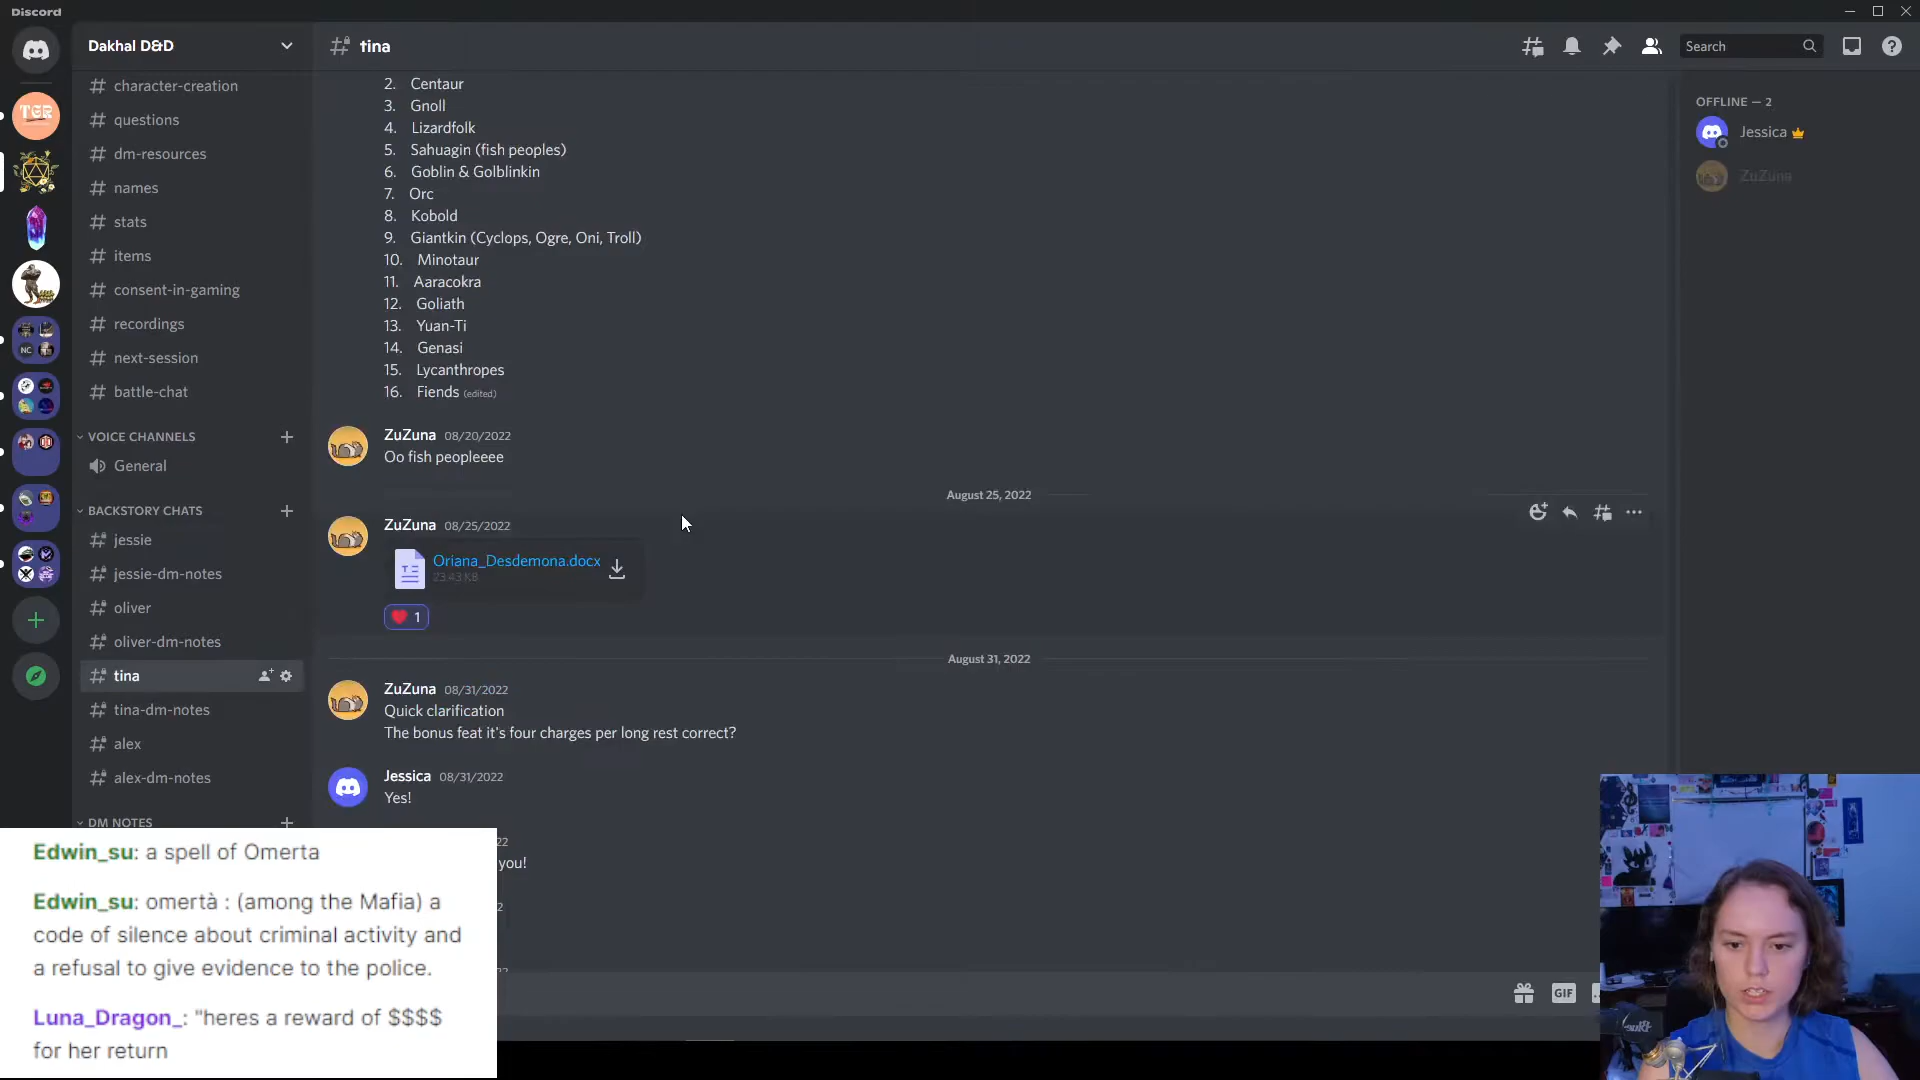 Discord
Dakhal D&D
tina
Search
character-creation
questions
dm-resources
names
stats
items
consent-in-gaming
recordings
next-session
battle-chat
VOICE CHANNELS
General
BACKSTORY CHATS
jessie
jessie-dm-notes
oliver
oliver-dm-notes
tina
tina-dm-notes
alex
alex-dm-notes
DM NOTES
TGR
NC
2. Centaur
3. Gnoll
4. Lizardfolk
5. Sahuagin (fish peoples)
6. Goblin & Golblinkin
7. Orc
8. Kobold
9. Giantkin (Cyclops, Ogre, Oni, Troll)
10. Minotaur
11. Aaracokra
12. Goliath
13. Yuan-Ti
14. Genasi
15. Lycanthropes
16. Fiends (edited)
ZuZuna 08/20/2022
Oo fish peopleeee
August 25, 2022
ZuZuna 08/25/2022
Oriana_Desdemona.docx
23.43 KB
1
August 31, 2022
ZuZuna 08/31/2022
Quick clarification
The bonus feat it's four charges per long rest correct?
Jessica 08/31/2022
Yes!
you!
GIF
OFFLINE — 2
Jessica
ZuZuna
Edwin_su: a spell of Omerta
Edwin_su: omertà : (among the Mafia) a
code of silence about criminal activity and
a refusal to give evidence to the police.
Luna_Dragon_: "heres a reward of $$$$
for her return